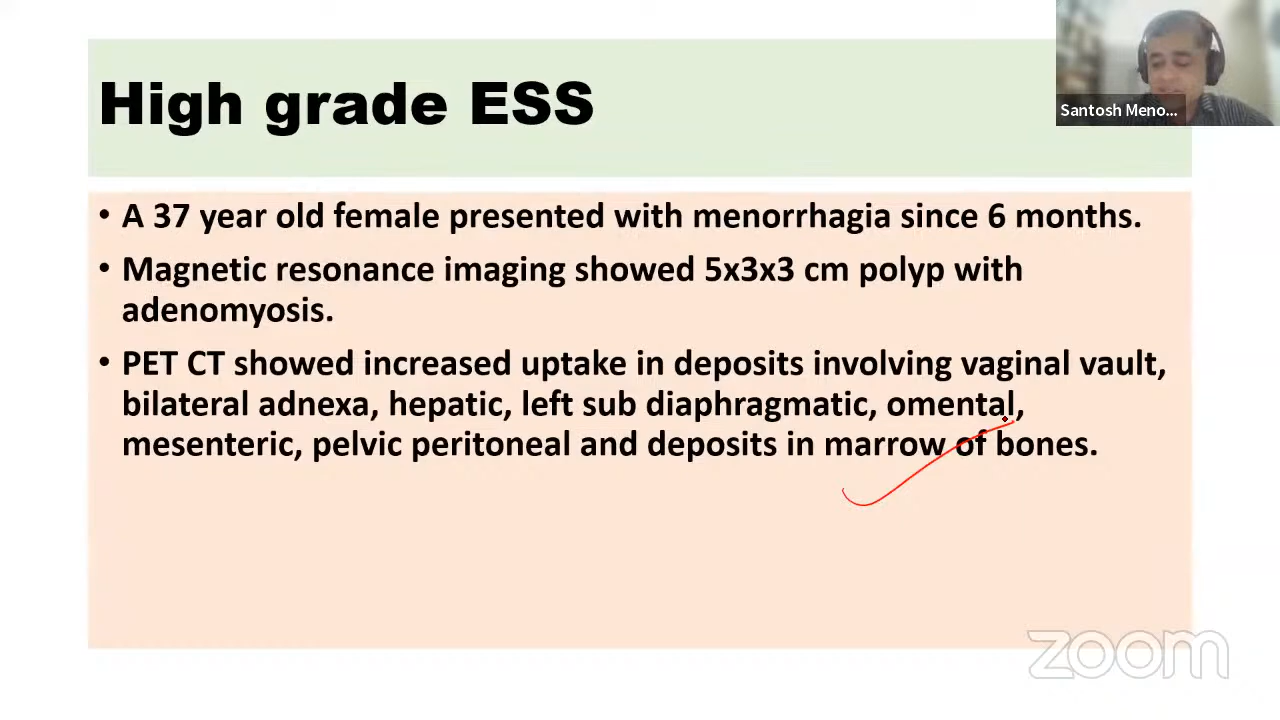 High grade ESS
Santosh Meno...
• A 37 year old female presented with menorrhagia since 6 months.
• Magnetic resonance imaging showed 5x3x3 cm polyp with
adenomyosis.
• PET CT showed increased uptake in deposits involving vaginal vault,
bilateral adnexa, hepatic, left sub diaphragmatic, omental,
mesenteric, pelvic peritoneal and deposits in marrow of bones.
zoom